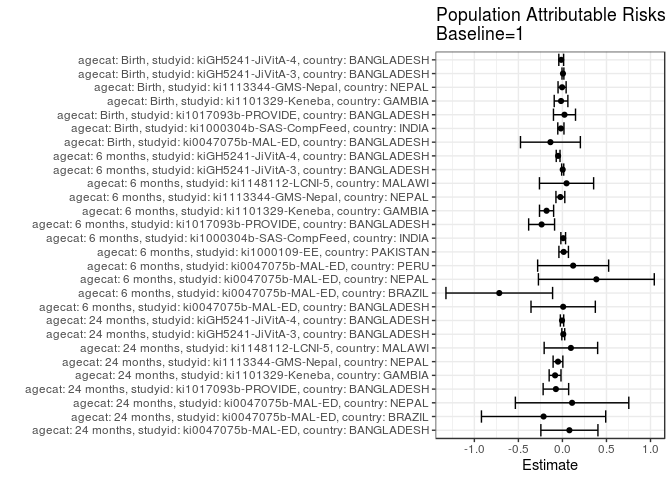 Population Attributable Risks
Baseline=1
agecat: Birth, studyid: kiGH5241-JiVitA-4, country: BANGLADESH
agecat: Birth, studyid: kiGH5241-JiVitA-3, country: BANGLADESH
agecat: Birth, studyid: ki1113344-GMS-Nepal, country: NEPAL
agecat: Birth, studyid: ki1101329-Keneba, country: GAMBIA
agecat: Birth, studyid: ki1017093b-PROVIDE, country: BANGLADESH
agecat: Birth, studyid: ki1000304b-SAS-CompFeed, country: INDIA
agecat: Birth, studyid: ki0047075b-MAL-ED, country: BANGLADESH
agecat: 6 months, studyid: kiGH5241-JiVitA-4, country: BANGLADESH
agecat: 6 months, studyid: kiGH5241-JiVitA-3, country: BANGLADESH
agecat: 6 months, studyid: ki1148112-LCNI-5, country: MALAWI
agecat: 6 months, studyid: ki1113344-GMS-Nepal, country: NEPAL
agecat: 6 months, studyid: ki1101329-Keneba, country: GAMBIA
agecat: 6 months, studyid: ki1017093b-PROVIDE, country: BANGLADESH
agecat: 6 months, studyid: ki1000304b-SAS-CompFeed, country: INDIA
agecat: 6 months, studyid: ki1000109-EE, country: PAKISTAN
agecat: 6 months, studyid: ki0047075b-MAL-ED, country: PERU
agecat: 6 months, studyid: ki0047075b-MAL-ED, country: NEPAL
agecat: 6 months, studyid: ki0047075b-MAL-ED, country: BRAZIL
agecat: 6 months, studyid: ki0047075b-MAL-ED, country: BANGLADESH
agecat: 24 months, studyid: kiGH5241-JiVitA-4, country: BANGLADESH
agecat: 24 months, studyid: kiGH5241-JiVitA-3, country: BANGLADESH
agecat: 24 months, studyid: ki1148112-LCNI-5, country: MALAWI
agecat: 24 months, studyid: ki1113344-GMS-Nepal, country: NEPAL
agecat: 24 months, studyid: ki1101329-Keneba, country: GAMBIA
agecat: 24 months, studyid: ki1017093b-PROVIDE, country: BANGLADESH
agecat: 24 months, studyid: ki0047075b-MAL-ED, country: NEPAL
agecat: 24 months, studyid: ki0047075b-MAL-ED, country: BRAZIL
agecat: 24 months, studyid: ki0047075b-MAL-ED, country: BANGLADESH
-1.0 -0.5 0.0 0.5 1.0
Estimate